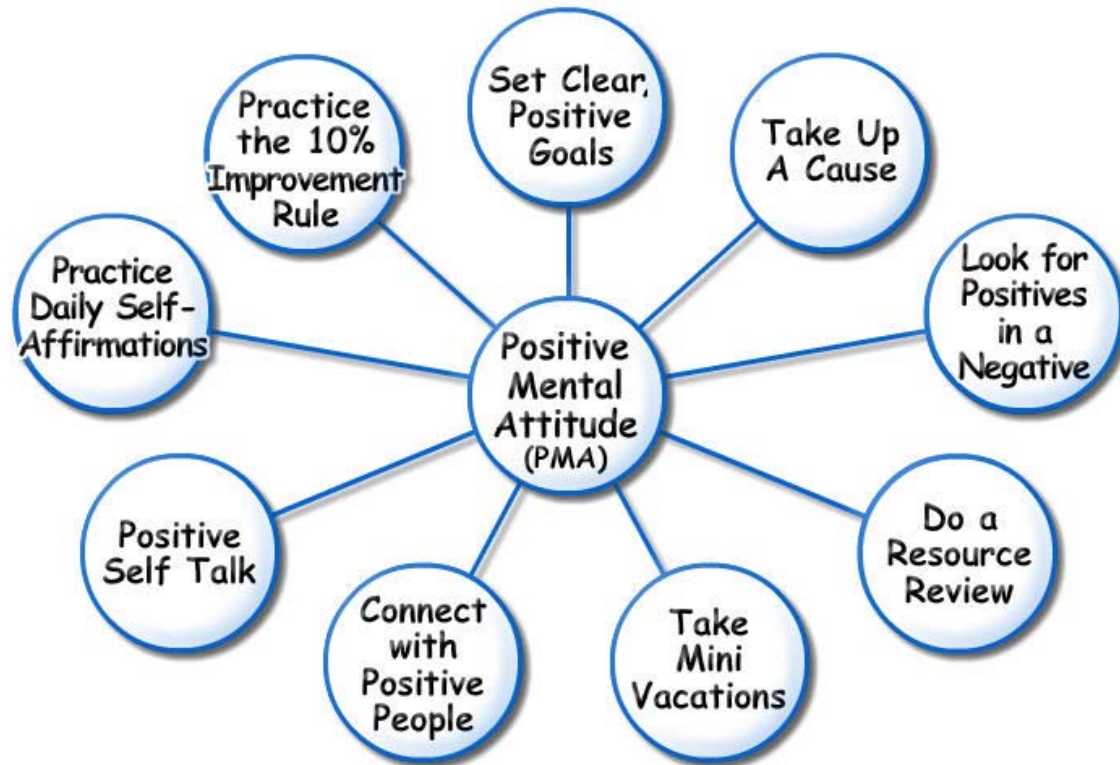 Set Clear,
Positive
Goals
Take Up
A Cause
Look for
Positives
in a
Negative
Do a
Resource
Review
Take
Mini
Vacations
Connect
with
Positive
People
Positive
Self Talk
Practice
Daily Self-
Affirmations
Practice
the 10%
Improvement
Rule
Positive
Mental
Attitude
(PMA)